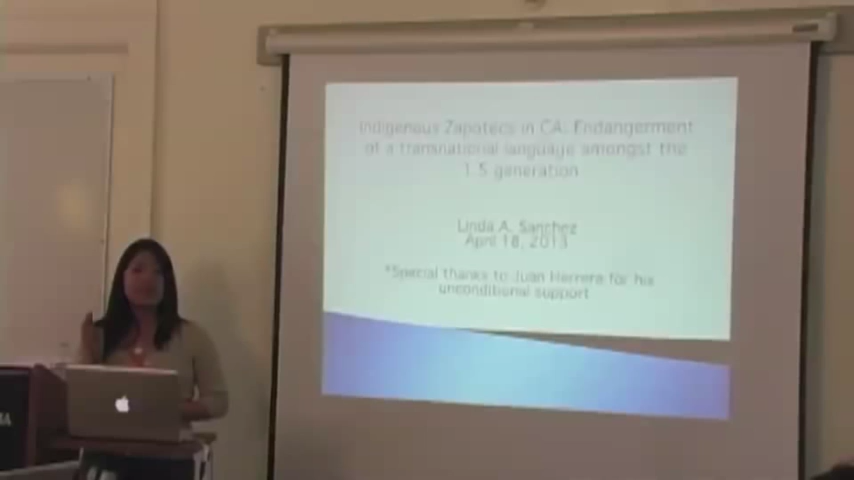 Indigenous Zapotecs in CA: Endangerment
of a transnational language amongst the
1.5 generation
Linda A. Sanchez
April 18, 2013
*Special thanks to Juan Herrera for his
unconditional support